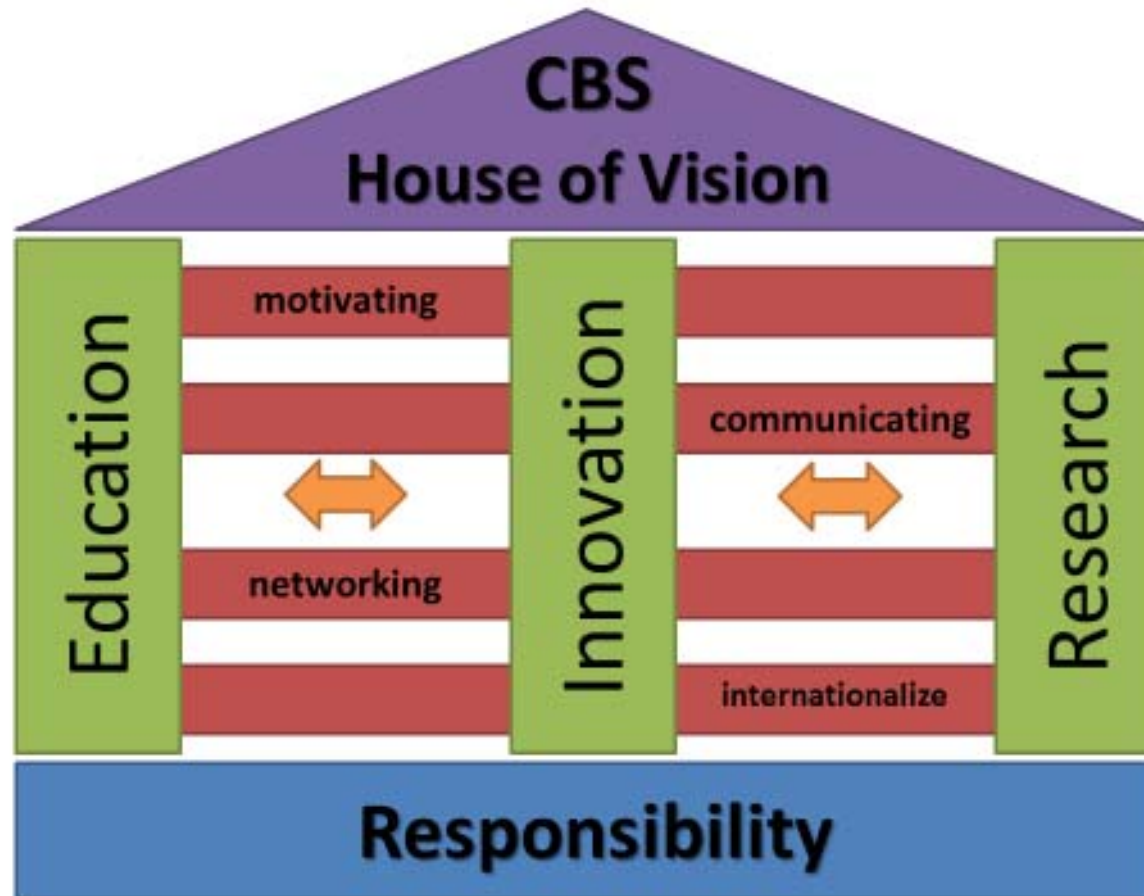 CBS
House of Vision
Education
motivating
Innovation
communicating
networking
internationalize
Research
Responsibility